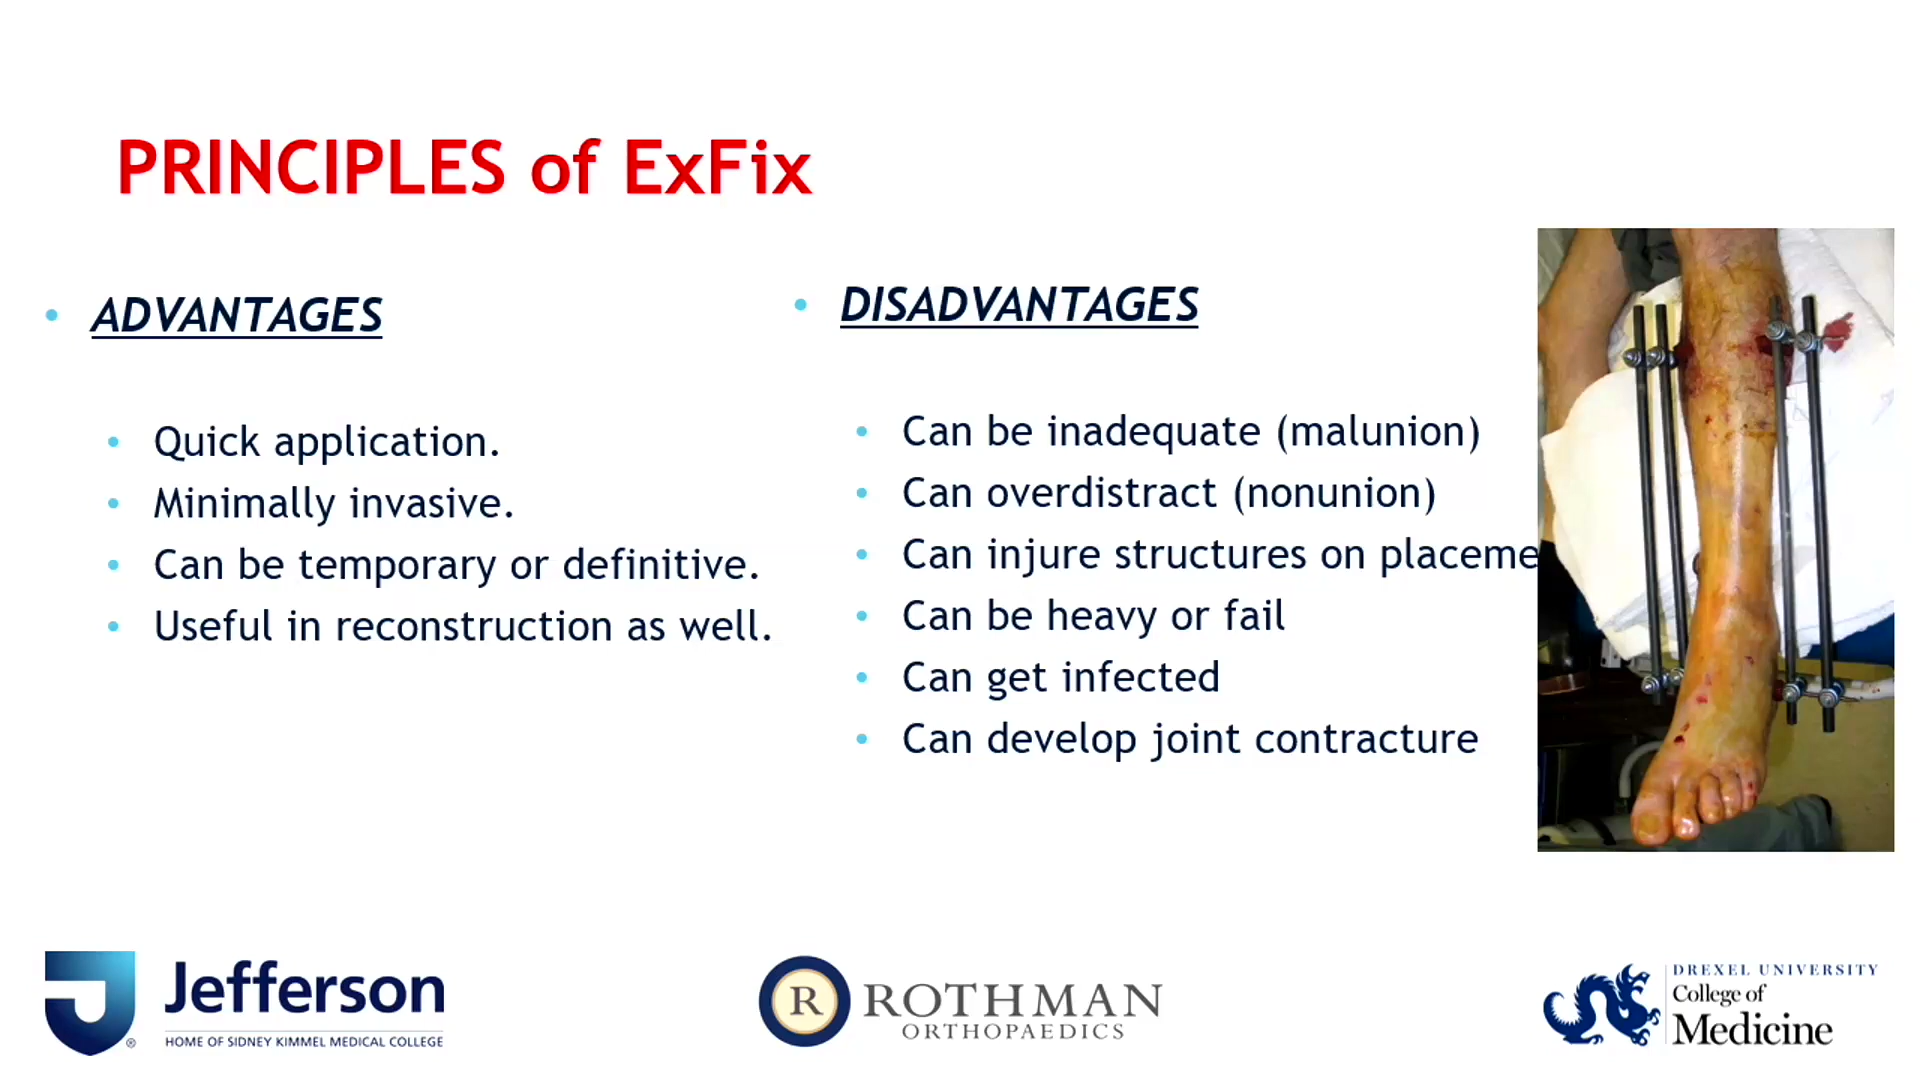 PRINCIPLES of ExFix
ADVANTAGES
Quick application.
Minimally invasive.
Can be temporary or definitive.
Useful in reconstruction as well.
DISADVANTAGES
Can be inadequate (malunion)
Can overdistract (nonunion)
Can injure structures on placeme
Can be heavy or fail
Can get infected
Can develop joint contracture
Jefferson
HOME OF SIDNEY KIMMEL MEDICAL COLLEGE
R ROTHMAN
ORTHOPAEDICS
DREXEL UNIVERSITY
College of
Medicine